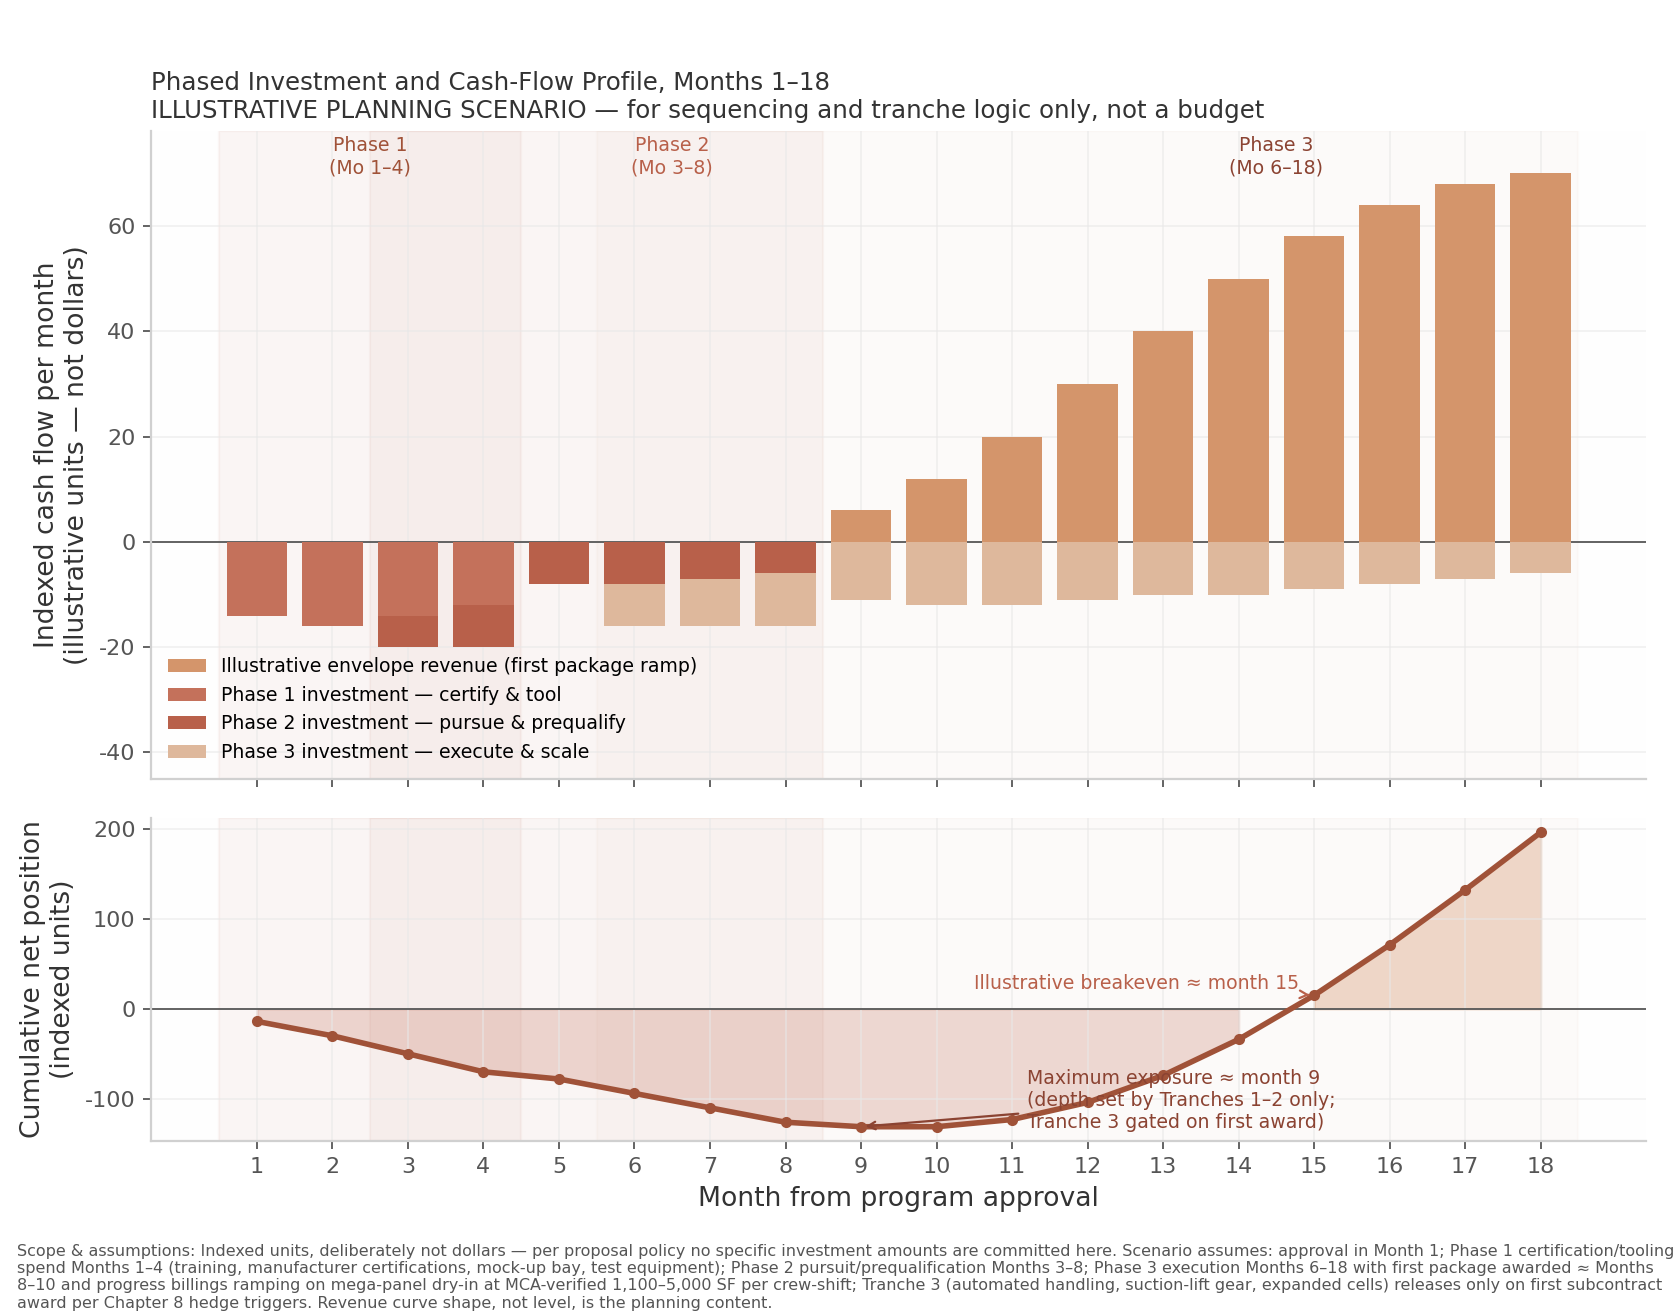 Phased Investment and Cash-Flow Profile, Months 1–18
ILLUSTRATIVE PLANNING SCENARIO — for sequencing and tranche logic only, not a budget
Phase 1
(Mo 1–4)
Phase 2
(Mo 3–8)
Phase 3
(Mo 6–18)
Indexed cash flow per month
(illustrative units — not dollars)
60
40
20
0
-20
-40
Illustrative envelope revenue (first package ramp)
Phase 1 investment — certify & tool
Phase 2 investment — pursue & prequalify
Phase 3 investment — execute & scale
Cumulative net position
(indexed units)
200
100
0
-100
Illustrative breakeven ≈ month 15
Maximum exposure ≈ month 9
(depth set by Tranches 1–2 only;
Tranche 3 gated on first award)
1 2 3 4 5 6 7 8 9 10 11 12 13 14 15 16 17 18
Month from program approval
Scope & assumptions: Indexed units, deliberately not dollars — per proposal policy no specific investment amounts are committed here. Scenario assumes: approval in Month 1; Phase 1 certification/tooling
spend Months 1–4 (training, manufacturer certifications, mock-up bay, test equipment); Phase 2 pursuit/prequalification Months 3–8; Phase 3 execution Months 6–18 with first package awarded ≈ Months
8–10 and progress billings ramping on mega-panel dry-in at MCA-verified 1,100–5,000 SF per crew-shift; Tranche 3 (automated handling, suction-lift gear, expanded cells) releases only on first subcontract
award per Chapter 8 hedge triggers. Revenue curve shape, not level, is the planning content.